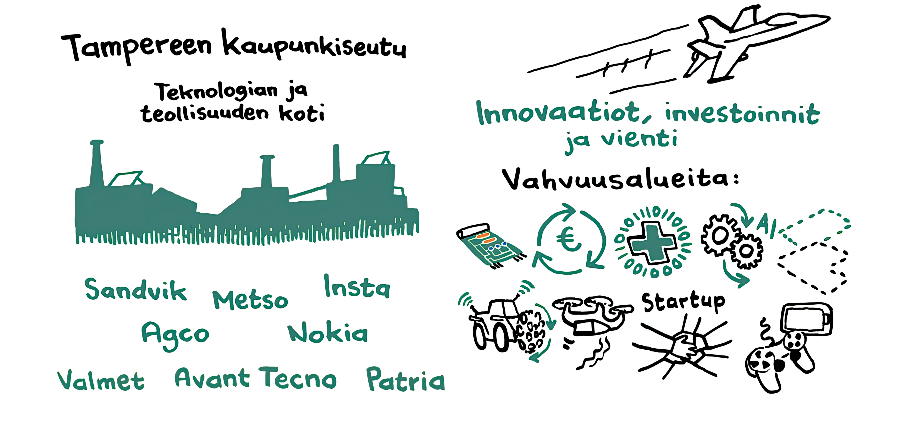 Tampereen kaupunkiseutu
Teknologian ja
teollisuuden koti
Sandvik Metso Insta
Agco Nokia
Valmet Avant Tecno Patria
Innovaatiot, investoinnit
ja vienti
Vahvuusalueita:
€
AI
Startup